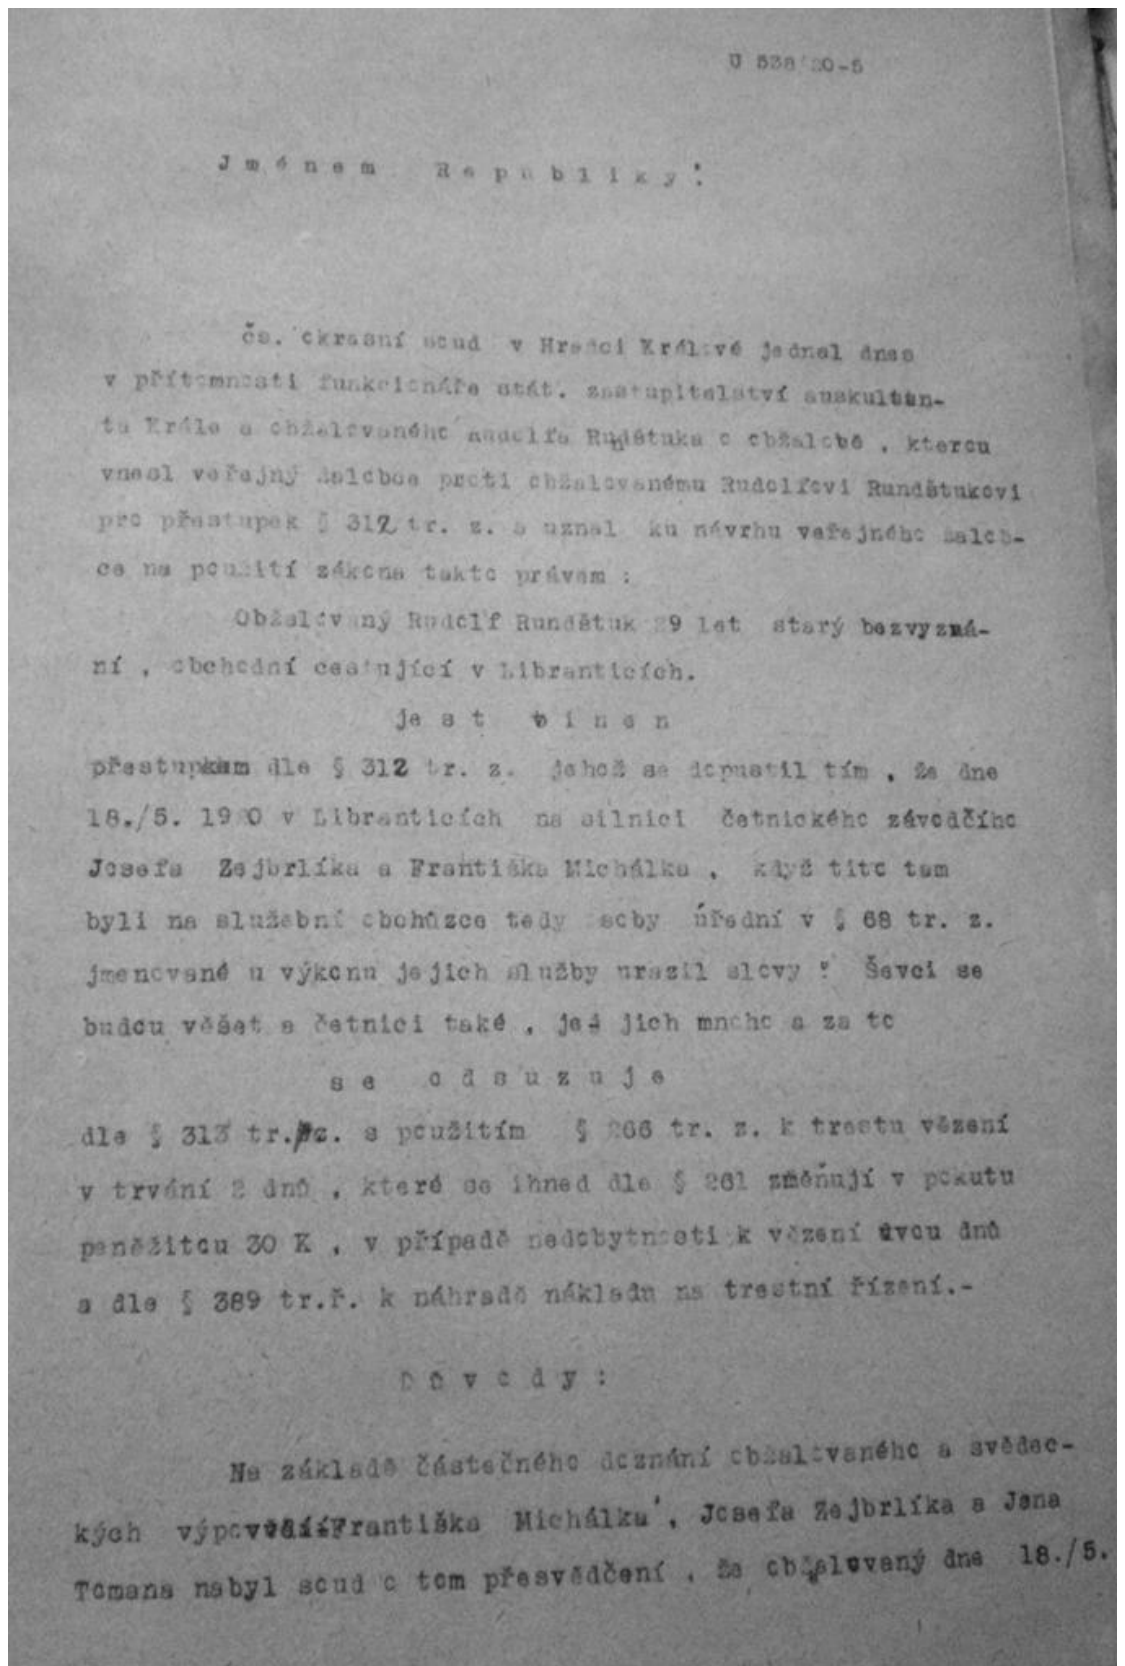 U 538/20-5
Jménem Republiky:
čs. okresní soud v Hradci Králové jednal dnes
v přítomnosti funkcionáře stát. zastupitelství auskultan-
ta Krále a obžalovaného Rudolfa Rundštuka o obžalobě , kterou
vnesl veřejný žalobce proti obžalovanému Rudolfovi Rundštukovi
pro přestupek § 312 tr. z. a uznal ku návrhu veřejného žalob-
ce na použití zákona takto právem :
Obžalovaný Rudolf Rundštuk 29 let starý bezvyzná-
ní , obchodní cestující v Libranticích.
jest vinen
přestupkem dle § 312 tr. z. jehož se dopustil tím , že dne
18./5. 1920 v Libranticích na silnici četnického závodčího
Josefa Zejbrlíka a Františka Michálka , když tito tam
byli na služební obchůzce tedy osoby úřední v § 68 tr. z.
jmenované u výkonu jejich služby urazil slovy " Ševci se
budou věšet a četnici také , jež jich mnoho a za to
se odsuzuje
dle § 313 tr. z. s použitím § 266 tr. z. k trestu vězení
v trvání 2 dnů , které se ihned dle § 261 změňují v pokutu
peněžitou 30 K , v případě nedobytnosti k vězení dvou dnů
a dle § 389 tr.ř. k náhradě nákladu na trestní řízení.-
Důvody:
Na základě částečného doznání obžalovaného a svědec-
kých výpovědí Františka Michálka , Josefa Zejbrlíka a Jana
Tomana nabyl soud o tom přesvědčení , že obžalovaný dne 18./5.